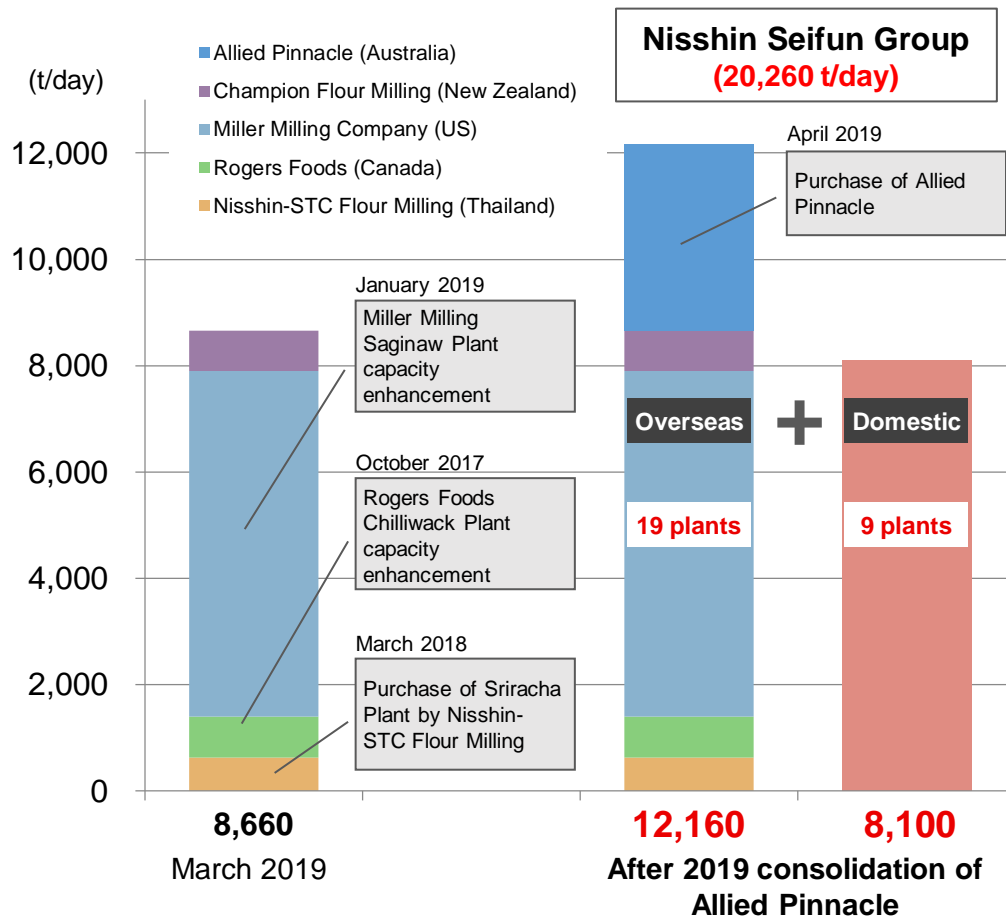 Nisshin Seifun Group
(20,260 t/day)
(t/day)
Allied Pinnacle (Australia)
Champion Flour Milling (New Zealand)
Miller Milling Company (US)
Rogers Foods (Canada)
Nisshin-STC Flour Milling (Thailand)
12,000
10,000
8,000
6,000
4,000
2,000
0
January 2019
Miller Milling
Saginaw Plant
capacity
enhancement
October 2017
Rogers Foods
Chilliwack Plant
capacity
enhancement
March 2018
Purchase of Sriracha
Plant by Nisshin-
STC Flour Milling
April 2019
Purchase of Allied
Pinnacle
Overseas
+
Domestic
19 plants
9 plants
8,660
March 2019
12,160
8,100
After 2019 consolidation of
Allied Pinnacle